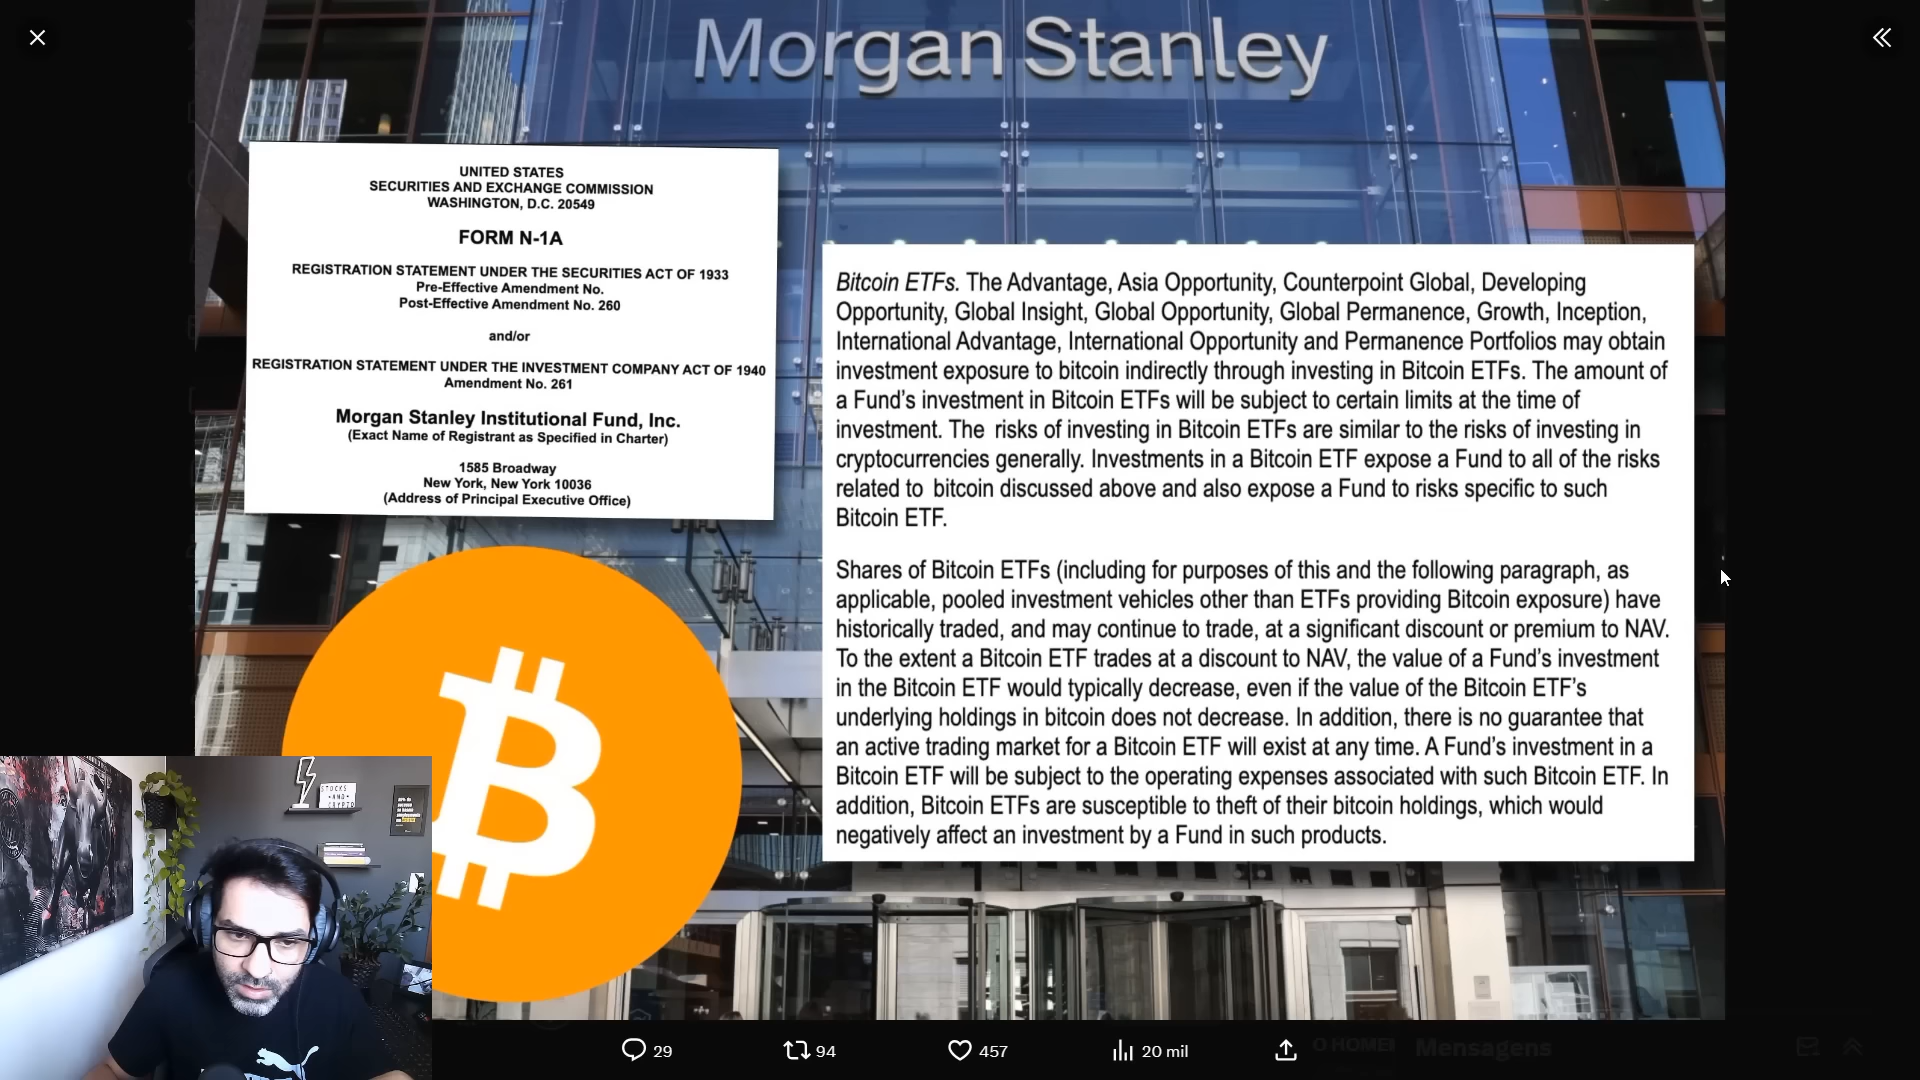 Morgan Stanley
UNITED STATES
SECURITIES AND EXCHANGE COMMISSION
WASHINGTON, D.C. 20549
FORM N-1A
REGISTRATION STATEMENT UNDER THE SECURITIES ACT OF 1933
Pre-Effective Amendment No.
Post-Effective Amendment No. 260
and/or
REGISTRATION STATEMENT UNDER THE INVESTMENT COMPANY ACT OF 1940
Amendment No. 261
Morgan Stanley Institutional Fund, Inc.
(Exact Name of Registrant as Specified in Charter)
1585 Broadway
New York, New York 10036
(Address of Principal Executive Office)
Bitcoin ETFs. The Advantage, Asia Opportunity, Counterpoint Global, Developing
Opportunity, Global Insight, Global Opportunity, Global Permanence, Growth, Inception,
International Advantage, International Opportunity and Permanence Portfolios may obtain
investment exposure to bitcoin indirectly through investing in Bitcoin ETFs. The amount of
a Fund's investment in Bitcoin ETFs will be subject to certain limits at the time of
investment. The risks of investing in Bitcoin ETFs are similar to the risks of investing in
cryptocurrencies generally. Investments in a Bitcoin ETF expose a Fund to all of the risks
related to bitcoin discussed above and also expose a Fund to risks specific to such
Bitcoin ETF.
Shares of Bitcoin ETFs (including for purposes of this and the following paragraph, as
applicable, pooled investment vehicles other than ETFs providing Bitcoin exposure) have
historically traded, and may continue to trade, at a significant discount or premium to NAV.
To the extent a Bitcoin ETF trades at a discount to NAV, the value of a Fund's investment
in the Bitcoin ETF would typically decrease, even if the value of the Bitcoin ETF's
underlying holdings in bitcoin does not decrease. In addition, there is no guarantee that
an active trading market for a Bitcoin ETF will exist at any time. A Fund's investment in a
Bitcoin ETF will be subject to the operating expenses associated with such Bitcoin ETF. In
addition, Bitcoin ETFs are susceptible to theft of their bitcoin holdings, which would
negatively affect an investment by a Fund in such products.
STOCKS
AND
CRYPTO
29
94
457
20 mil
Mensagens